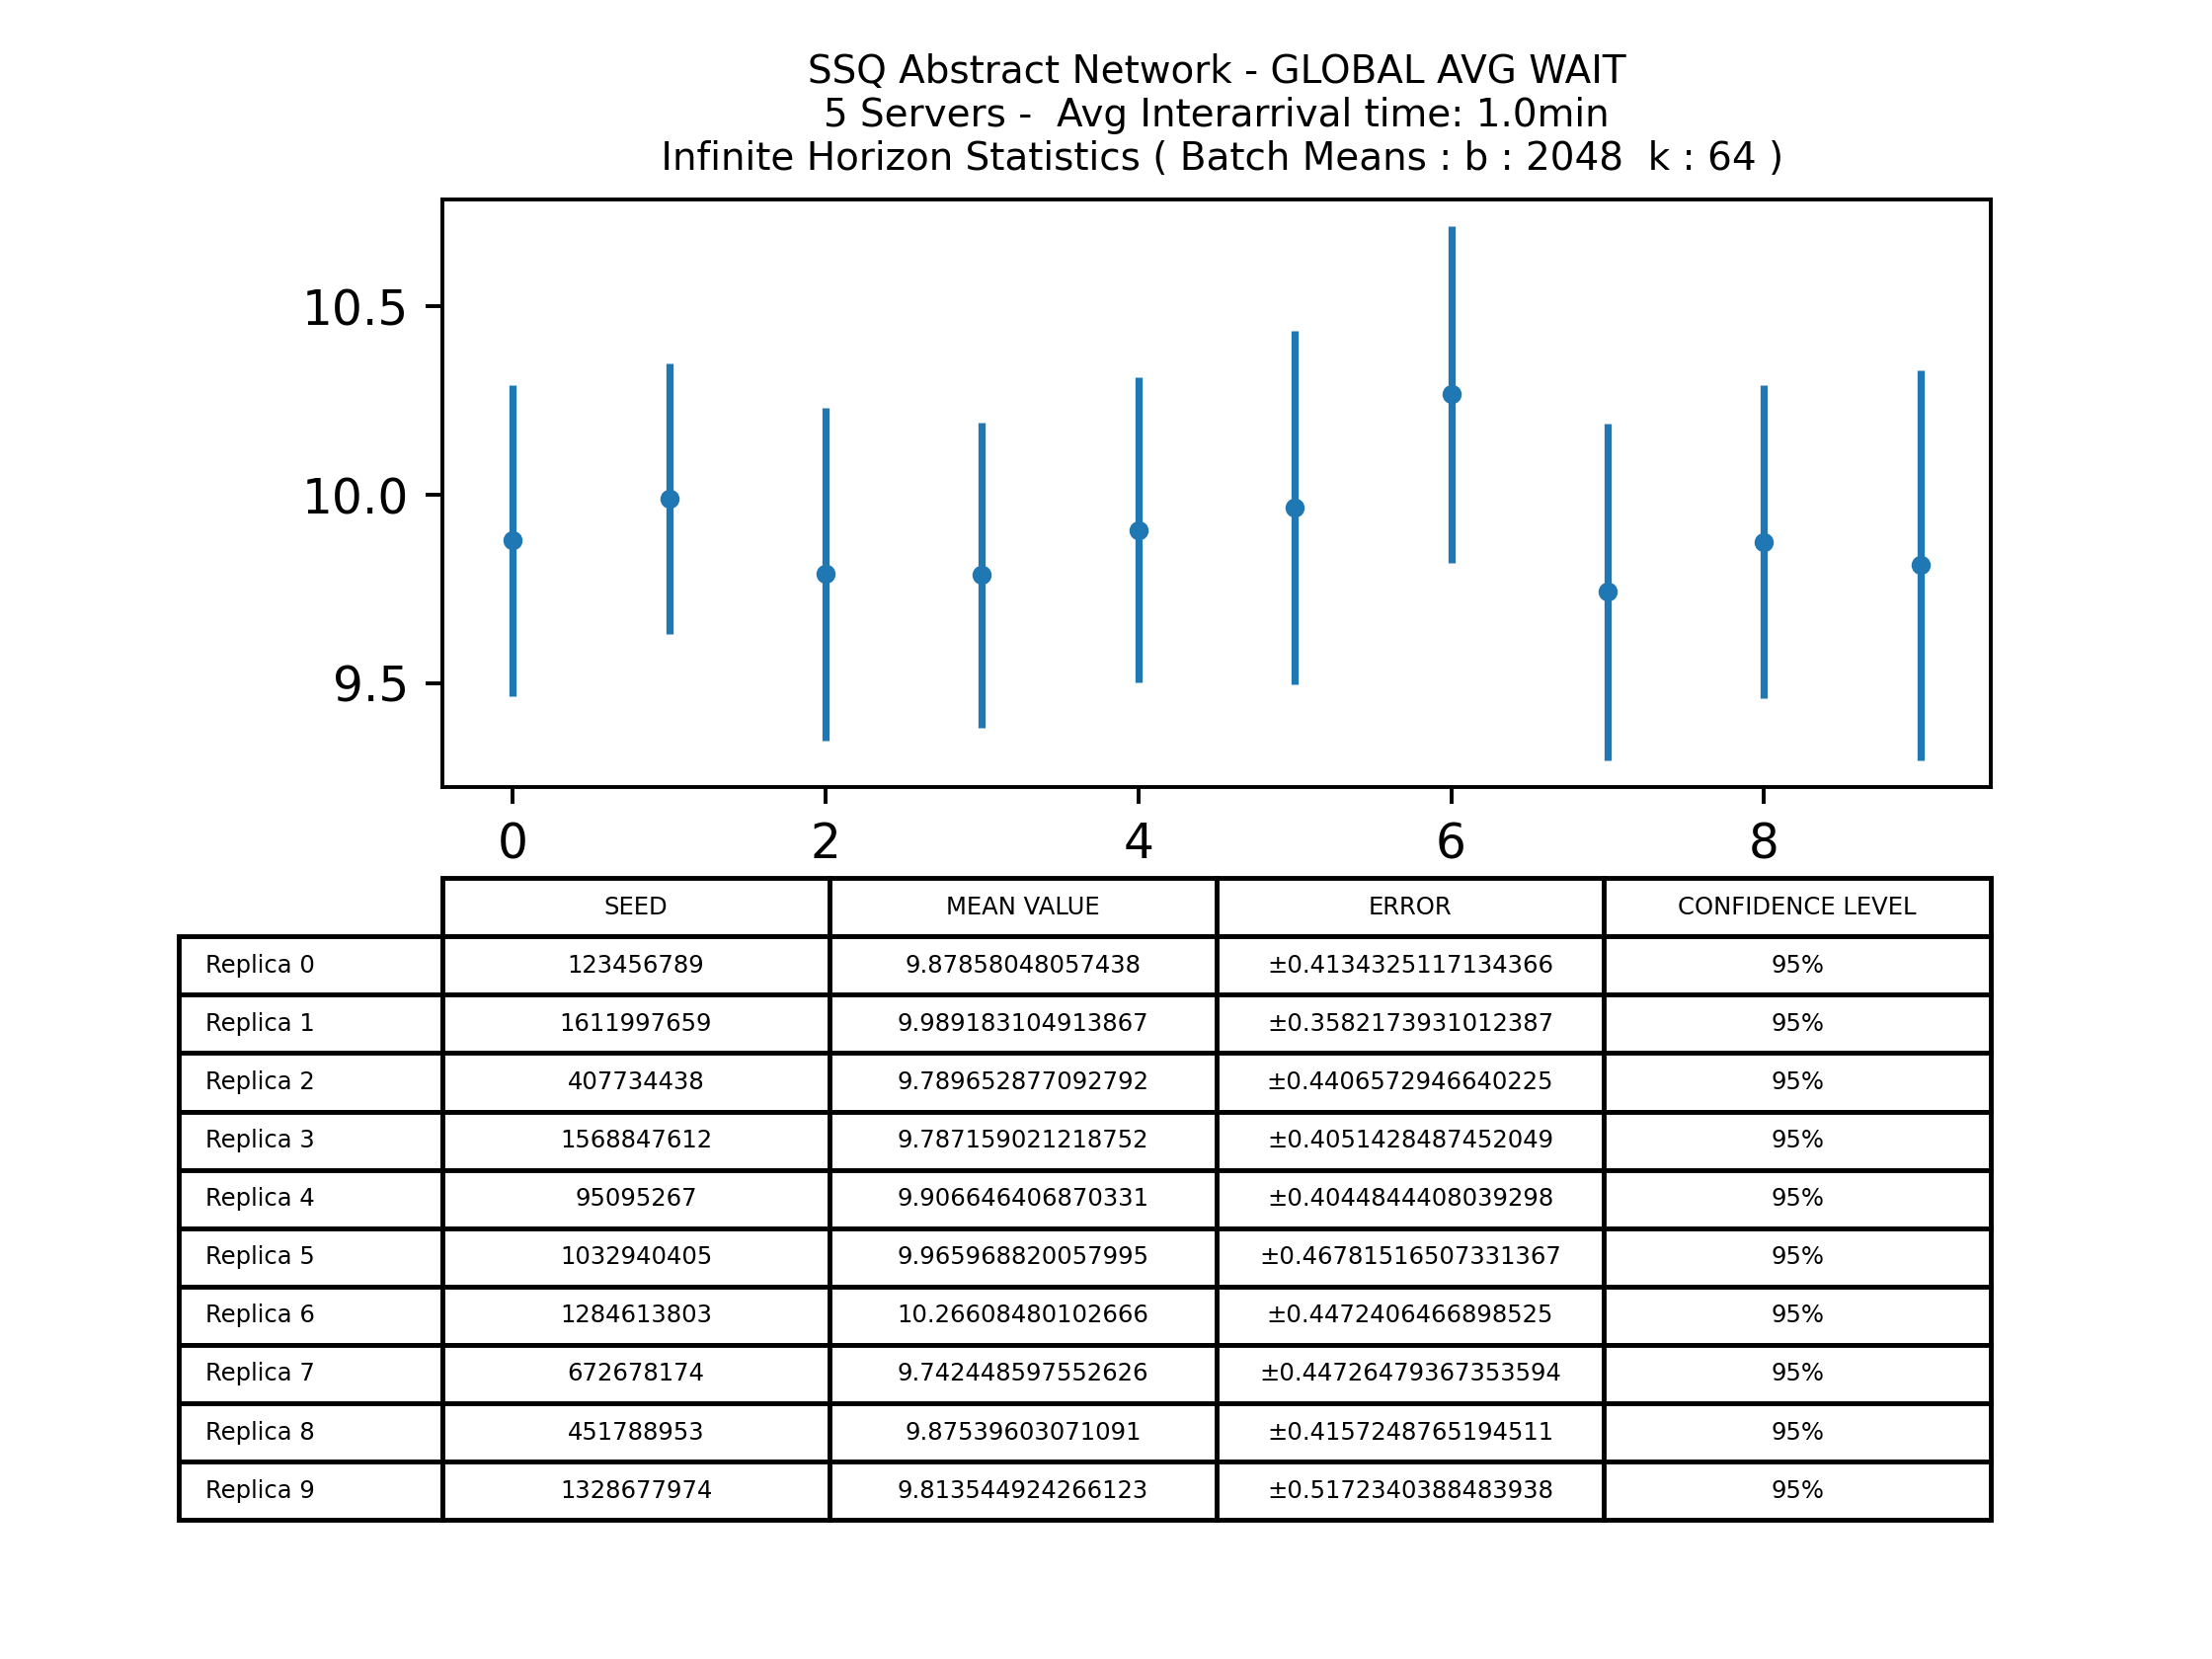 SSQ Abstract Network - GLOBAL AVG WAIT
5 Servers -  Avg Interarrival time: 1.0min
Infinite Horizon Statistics ( Batch Means : b : 2048  k : 64 )
10.5
10.0
9.5
0 2 4 6 8
SEED MEAN VALUE ERROR CONFIDENCE LEVEL
Replica 0 123456789 9.87858048057438 ±0.4134325117134366 95%
Replica 1 1611997659 9.989183104913867 ±0.3582173931012387 95%
Replica 2 407734438 9.789652877092792 ±0.4406572946640225 95%
Replica 3 1568847612 9.787159021218752 ±0.4051428487452049 95%
Replica 4 95095267 9.906646406870331 ±0.4044844408039298 95%
Replica 5 1032940405 9.965968820057995 ±0.46781516507331367 95%
Replica 6 1284613803 10.26608480102666 ±0.4472406466898525 95%
Replica 7 672678174 9.742448597552626 ±0.44726479367353594 95%
Replica 8 451788953 9.87539603071091 ±0.4157248765194511 95%
Replica 9 1328677974 9.813544924266123 ±0.5172340388483938 95%